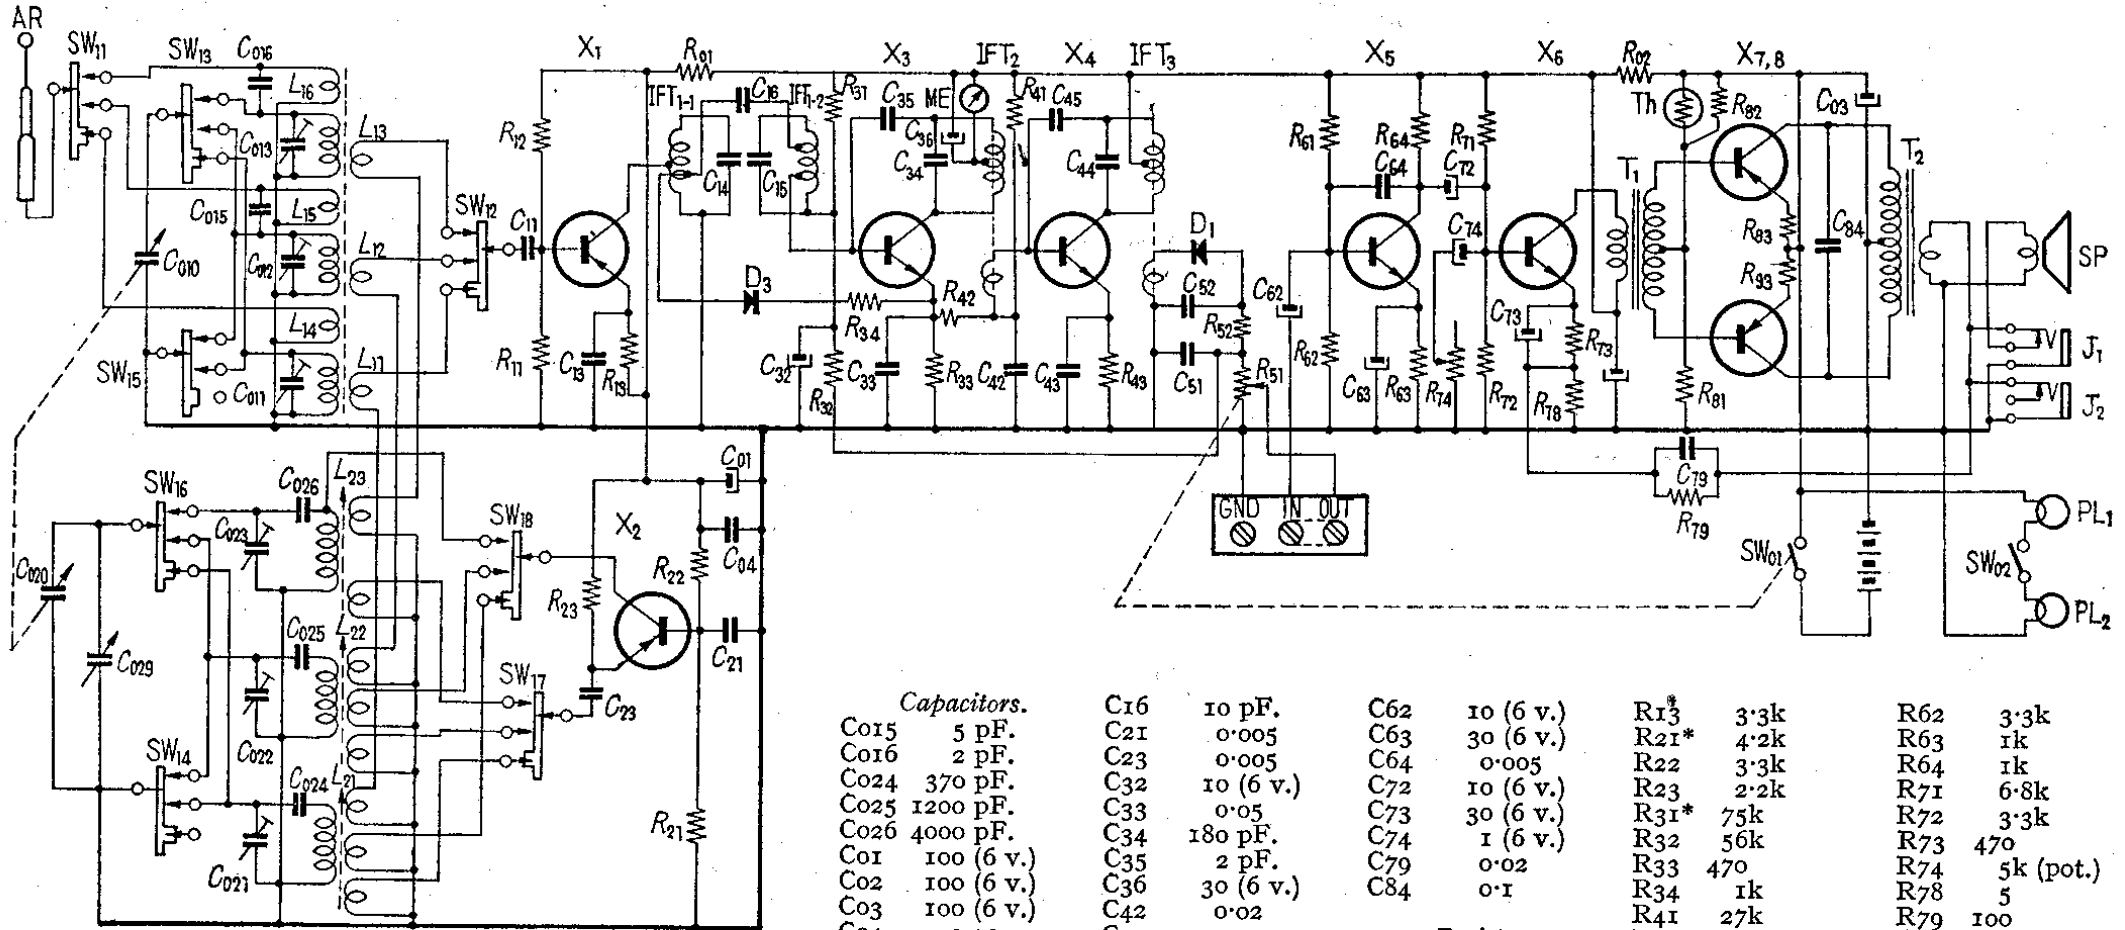 AR
SW11
SW13
C016
L16
C013
L13
C015
L15
C012
L12
C010
L14
SW15
C011
L11
SW12
C11
X1
R12
R11
C13
R13
R01
IFT1-1
C16
IFT1-2
C14
C15
D3
R31
X3
C35
C36
C34
ME
IFT2
R34
R42
C32
R32
C33
R33
C42
R41
X4
C45
C44
IFT3
C43
R43
D1
C52
R52
C51
R51
C62
R61
R62
X5
R64
C64
C72
R71
C63
R63
C74
R74
R72
X6
C73
R73
R78
R02
Th
R82
X7,8
C03
T1
T2
R83
R93
C84
R81
SP
J1
J2
C79
R79
SW01
SW02
PL1
PL2
GND IN OUT
SW16
C026
L23
C023
C020
C029
C025
L22
C022
SW14
C024
L21
C021
SW18
X2
R23
R22
C01
C04
C21
SW17
C23
R21
Capacitors.
C015 5 pF.
C016 2 pF.
C024 370 pF.
C025 1200 pF.
C026 4000 pF.
C01 100 (6 v.)
C02 100 (6 v.)
C03 100 (6 v.)
C16 10 pF.
C21 0·005
C23 0·005
C32 10 (6 v.)
C33 0·05
C34 180 pF.
C35 2 pF.
C36 30 (6 v.)
C42 0·02
C62 10 (6 v.)
C63 30 (6 v.)
C64 0·005
C72 10 (6 v.)
C73 30 (6 v.)
C74 1 (6 v.)
C79 0·02
C84 0·1
R13* 3·3k
R21* 4·2k
R22 3·3k
R23 2·2k
R31* 75k
R32 56k
R33 470
R34 1k
R41 27k
R62 3·3k
R63 1k
R64 1k
R71 6·8k
R72 3·3k
R73 470
R74 5k (pot.)
R78 5
R79 100